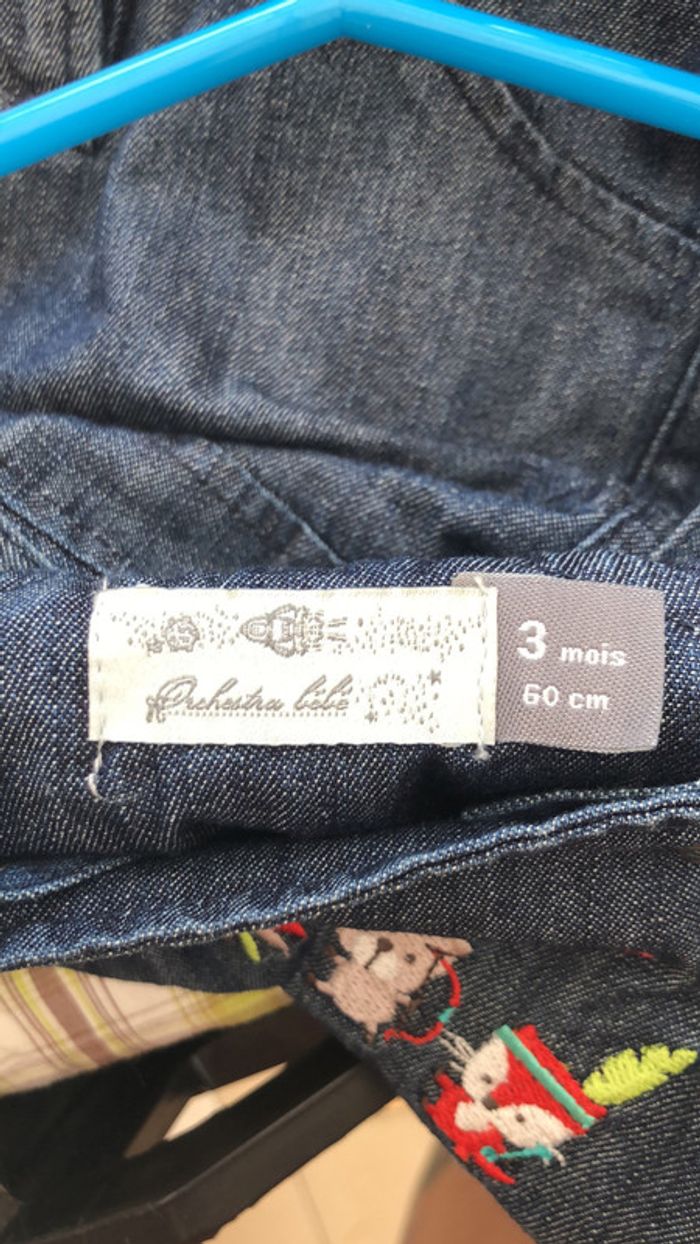 Orchestra bébé
3 mois
60 cm